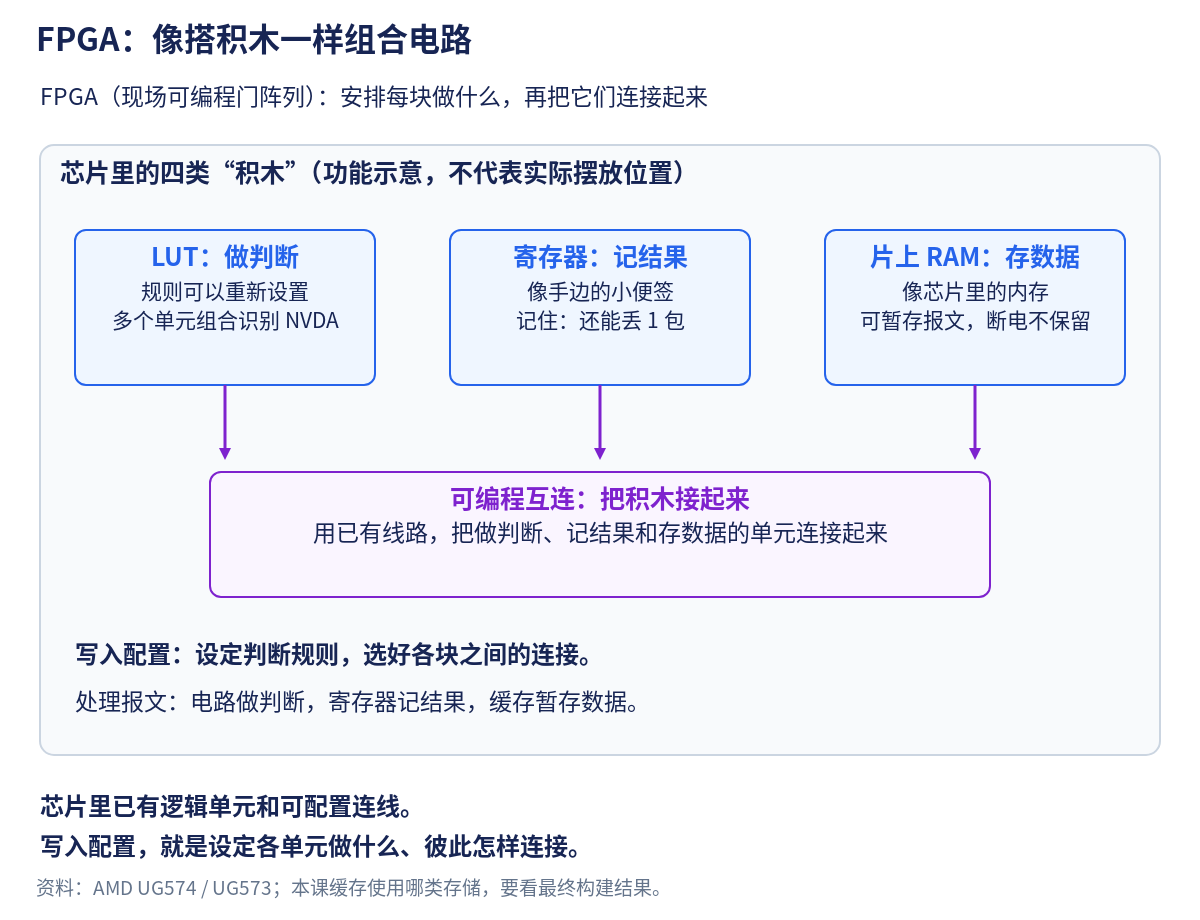 FPGA：像搭积木一样组合电路
FPGA（现场可编程门阵列）：安排每块做什么，再把它们连接起来
芯片里的四类“积木”（功能示意，不代表实际摆放位置）
LUT：做判断
规则可以重新设置
多个单元组合识别 NVDA
寄存器：记结果
像手边的小便签
记住：还能丢 1 包
片上 RAM：存数据
像芯片里的内存
可暂存报文，断电不保留
可编程互连：把积木接起来
用已有线路，把做判断、记结果和存数据的单元连接起来
写入配置：设定判断规则，选好各块之间的连接。
处理报文：电路做判断，寄存器记结果，缓存暂存数据。
芯片里已有逻辑单元和可配置连线。
写入配置，就是设定各单元做什么、彼此怎样连接。
资料：AMD UG574 / UG573；本课缓存使用哪类存储，要看最终构建结果。